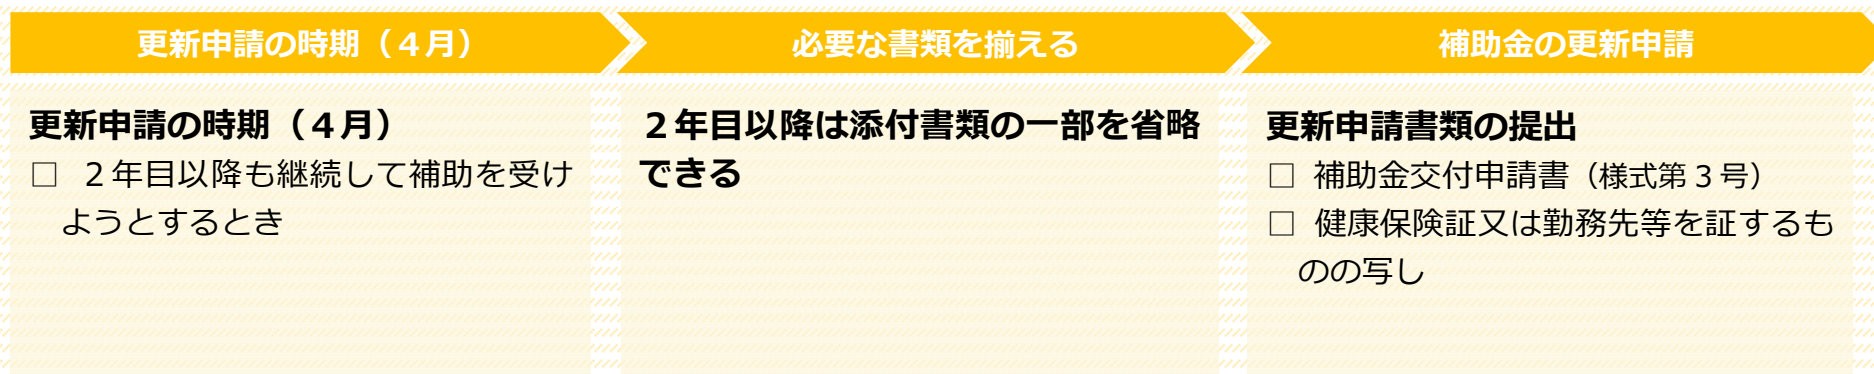 更新申請の時期（４月）
必要な書類を揃える
補助金の更新申請
更新申請の時期（４月）
□ ２年目以降も継続して補助を受け
ようとするとき
２年目以降は添付書類の一部を省略
できる
更新申請書類の提出
□ 補助金交付申請書（様式第３号）
□ 健康保険証又は勤務先等を証するも
のの写し